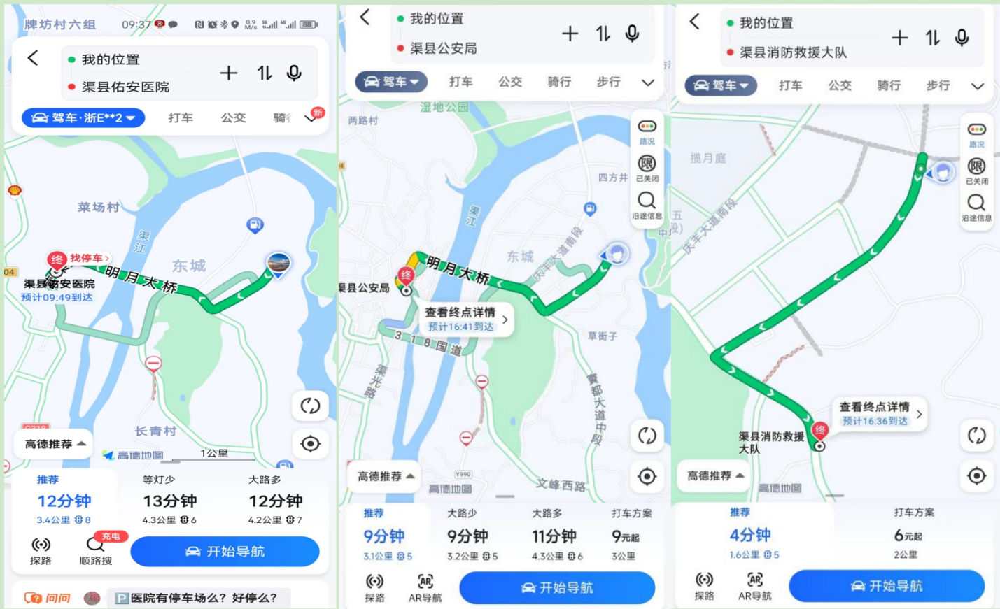 牌坊村六组 09:37 0.9 M/s 5G 4G 88
我的位置
渠县佑安医院
驾车·浙E**2 打车 公交 骑行 新
菜场村
渠江
东城
04
终 找停车>
明月大桥
渠县佑安医院
预计09:49到达
长青村
G318
高德推荐
高德地图
1公里
推荐 等灯少 大路多
12分钟 13分钟 12分钟
3.4公里 8 4.3公里 6 4.2公里 7
充电
探路 顺路搜 开始导航
问问 P医院有停车场么?好停么?
我的位置
渠县公安局
驾车 打车 公交 骑行 步行
湿地公园
两路村
路况
限
已关闭
沿途信息
四方井
渠江
东城
庆丰大道南段
明月大桥
终
渠县公安局
查看终点详情
预计16:41到达
318国道
草街子
渠光路
賨都大道中段
Y990
文峰西路
高德推荐
高德地图
推荐 大路少 大路多 打车方案
9分钟 9分钟 11分钟 9元起
3.1公里 5 3.2公里 5 4.3公里 6 3公里
探路 AR导航 开始导航
我的位置
渠县消防救援大队
驾车 打车 公交 骑行 步行
揽月庭
路况
限
已关闭
沿途信息
庆丰大道南段
查看终点详情
预计16:36到达
终
渠县消防救援
大队
高德推荐
高德地图
推荐 打车方案
4分钟 6元起
1.6公里 5 2公里
探路 AR导航 开始导航